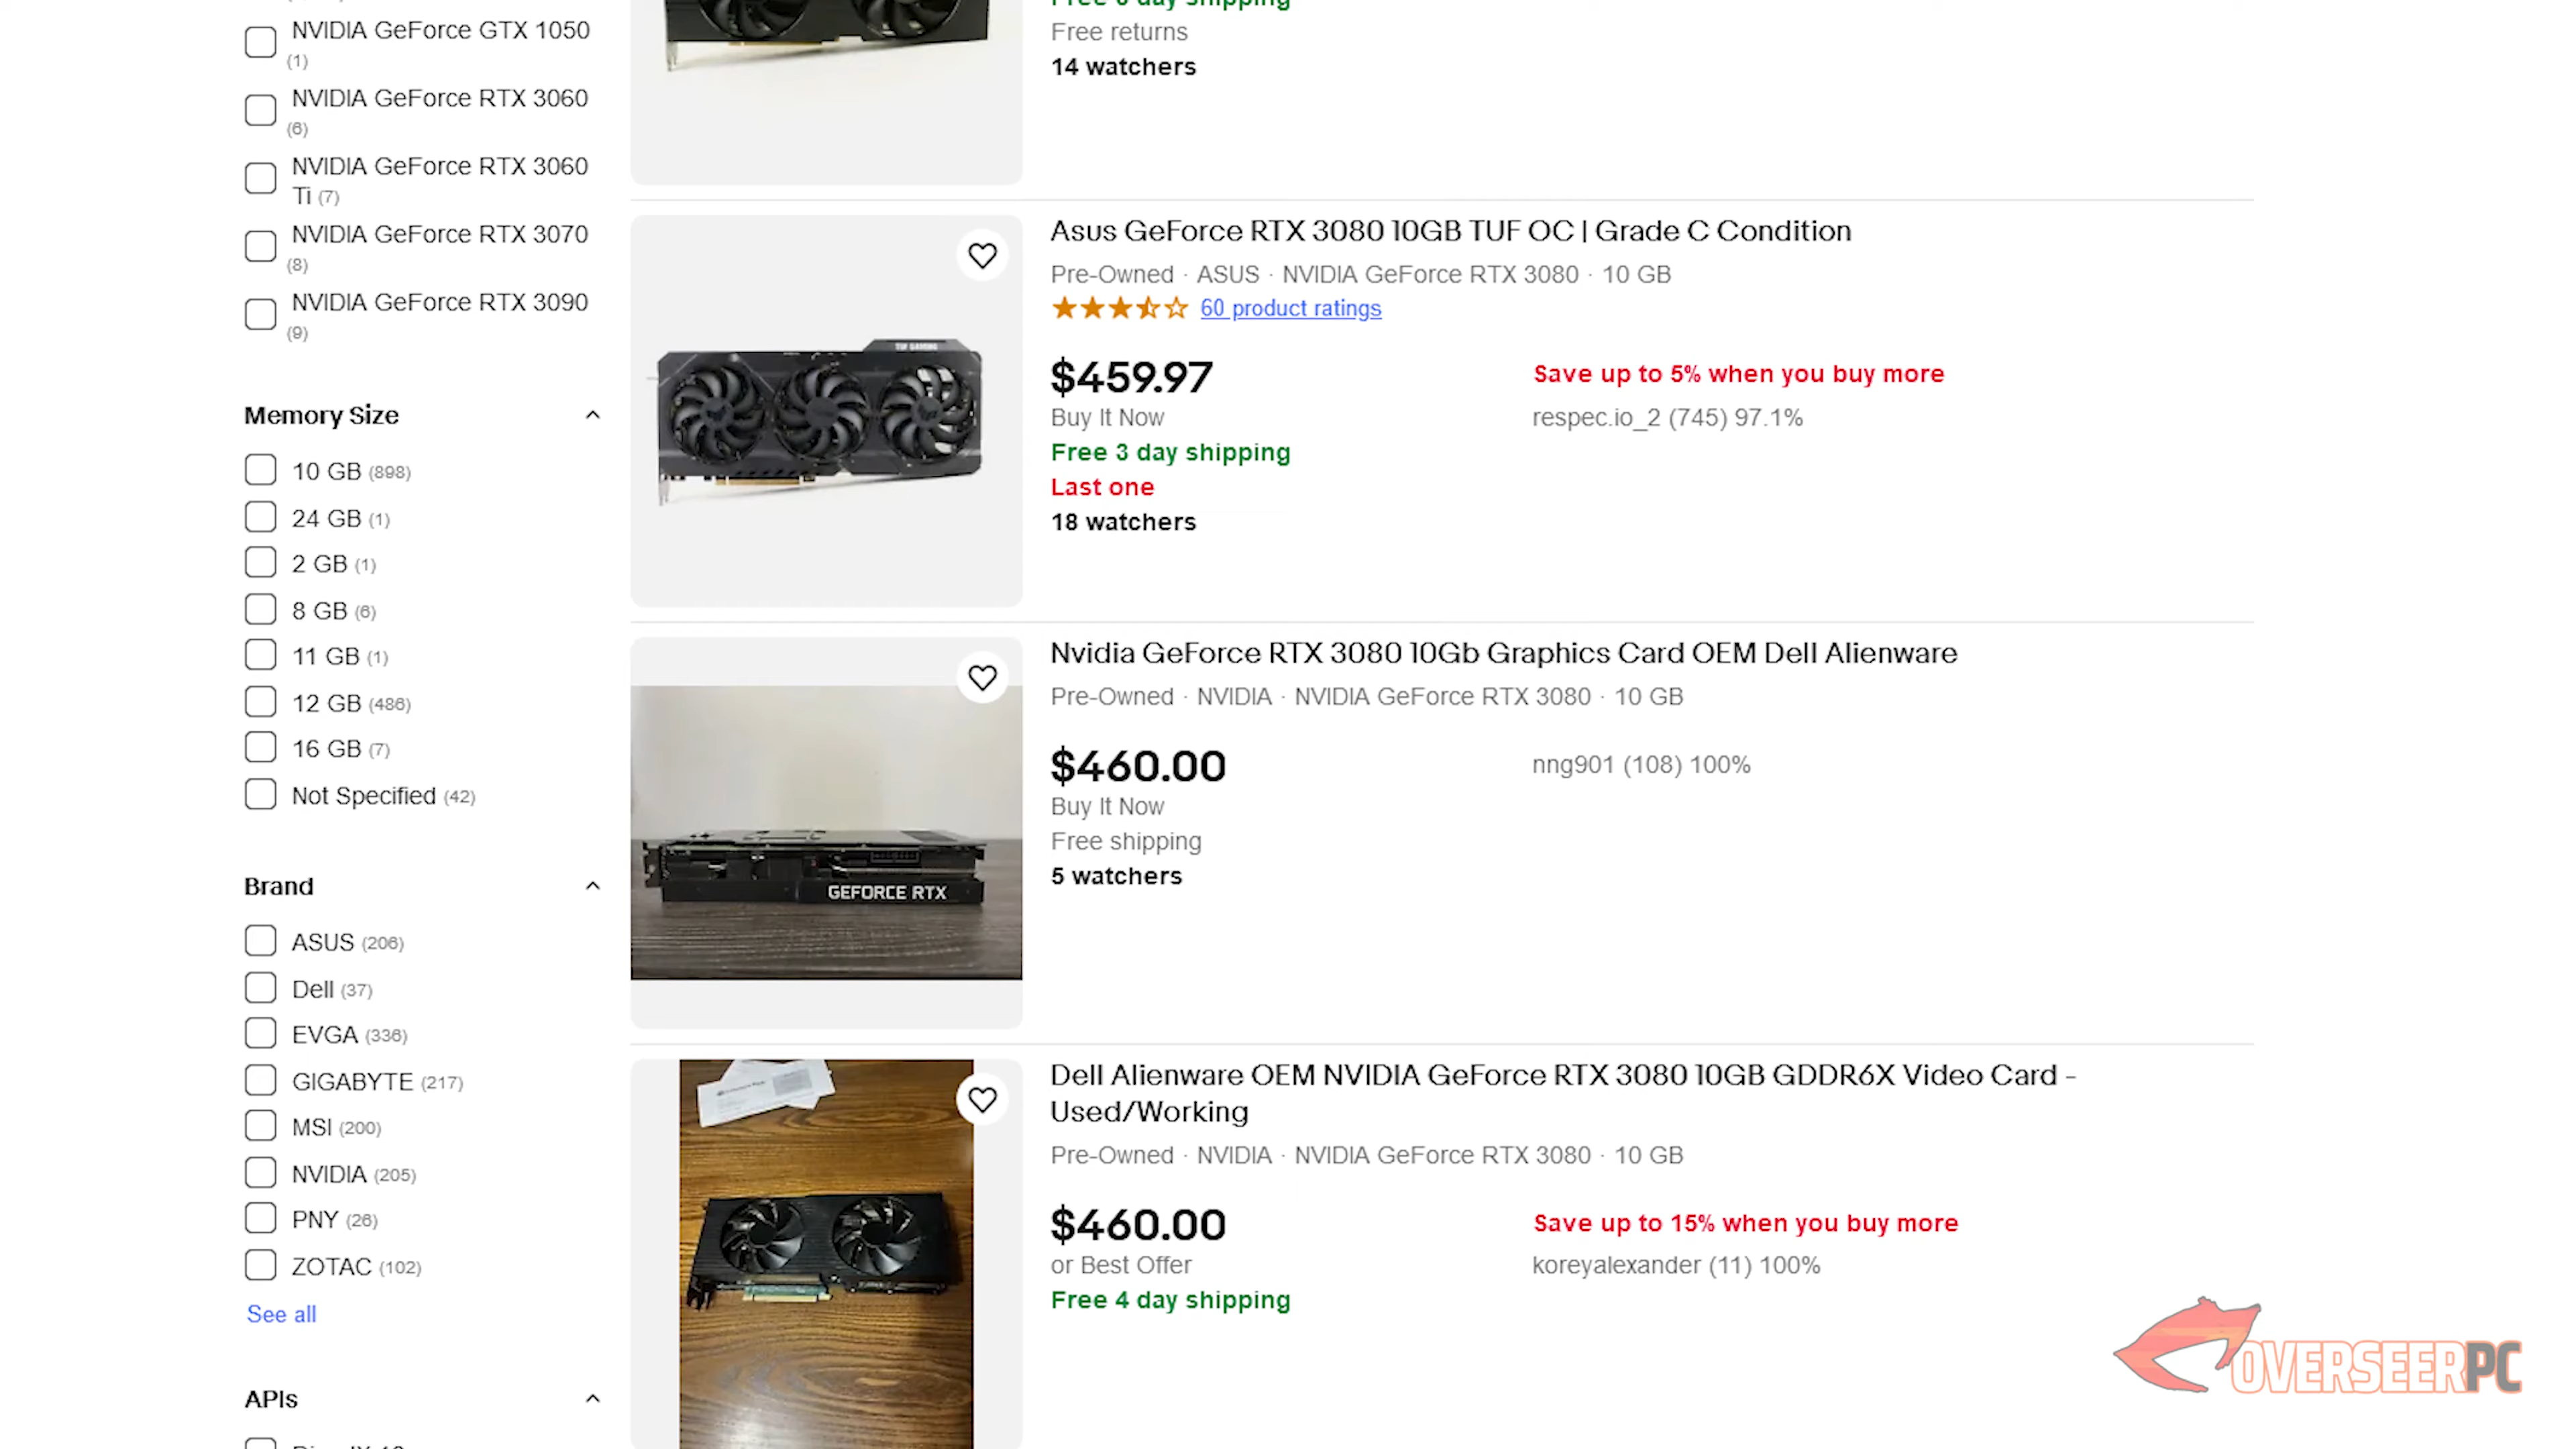 NVIDIA GeForce GTX 1050
(1)
NVIDIA GeForce RTX 3060
(6)
NVIDIA GeForce RTX 3060
Ti (7)
NVIDIA GeForce RTX 3070
(8)
NVIDIA GeForce RTX 3090
(9)
Memory Size
10 GB (898)
24 GB (1)
2 GB (1)
8 GB (6)
11 GB (1)
12 GB (486)
16 GB (7)
Not Specified (42)
Brand
ASUS (206)
Dell (37)
EVGA (336)
GIGABYTE (217)
MSI (200)
NVIDIA (205)
PNY (26)
ZOTAC (102)
See all
APIs
day shipping
Free returns
14 watchers
TUF GAMING
Asus GeForce RTX 3080 10GB TUF OC | Grade C Condition
Pre-Owned · ASUS · NVIDIA GeForce RTX 3080 · 10 GB
60 product ratings
$459.97
Save up to 5% when you buy more
Buy It Now
respec.io_2 (745) 97.1%
Free 3 day shipping
Last one
18 watchers
GEFORCE RTX
Nvidia GeForce RTX 3080 10Gb Graphics Card OEM Dell Alienware
Pre-Owned · NVIDIA · NVIDIA GeForce RTX 3080 · 10 GB
$460.00
nng901 (108) 100%
Buy It Now
Free shipping
5 watchers
Dell Alienware OEM NVIDIA GeForce RTX 3080 10GB GDDR6X Video Card -
Used/Working
Pre-Owned · NVIDIA · NVIDIA GeForce RTX 3080 · 10 GB
$460.00
Save up to 15% when you buy more
or Best Offer
koreyalexander (11) 100%
Free 4 day shipping
OVERSEERPC